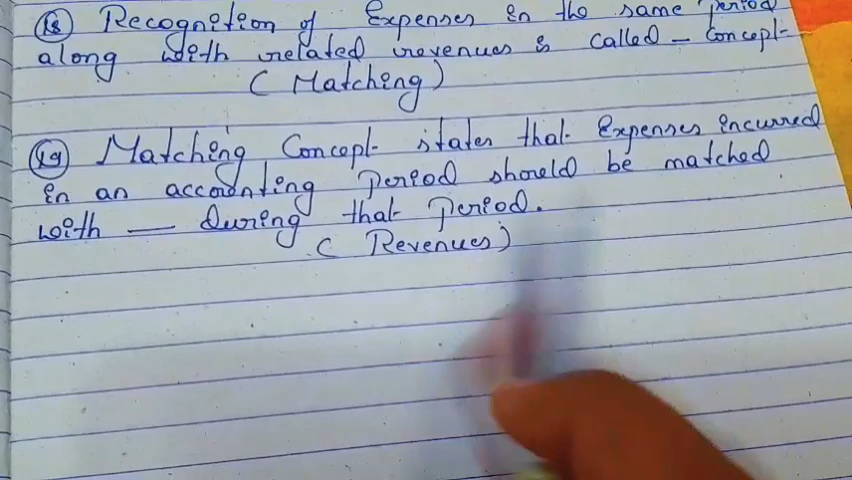 (18) Recognition of Expenses in the same period
along with related revenues is called — Concept
( Matching )
(19) Matching Concept states that Expenses incurred
in an accounting Period should be matched
with — during that Period.
( Revenues )